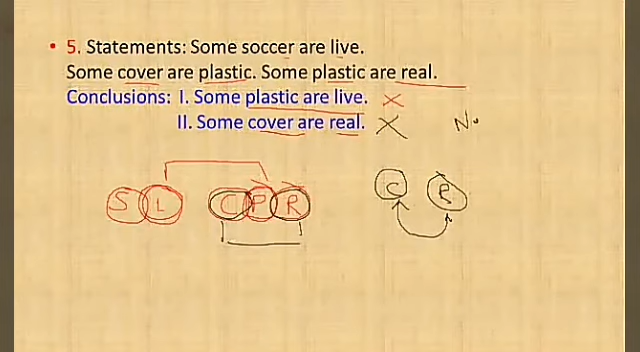 • 5. Statements: Some soccer are live.
Some cover are plastic. Some plastic are real.
Conclusions: I. Some plastic are live. X
II. Some cover are real. X No
S L C P R C R